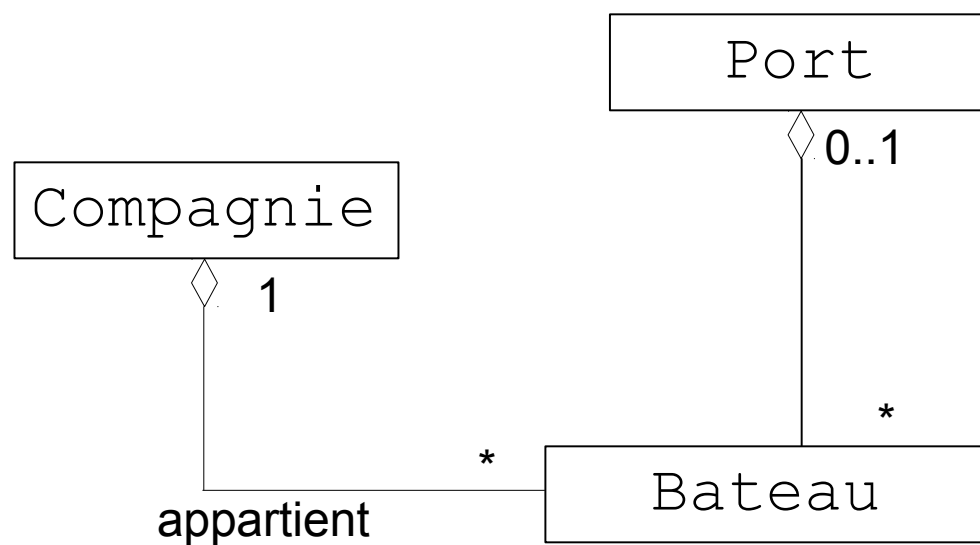 Port
0..1
Compagnie
1
*
*
Bateau
appartient